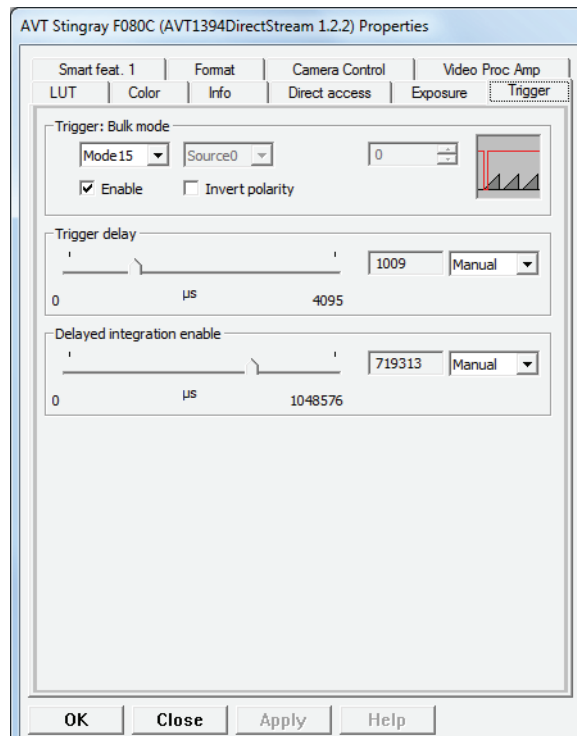 AVT Stingray F080C (AVT1394DirectStream 1.2.2) Properties
Smart feat. 1 Format Camera Control Video Proc Amp
LUT Color Info Direct access Exposure Trigger
Trigger: Bulk mode
Mode15 Source0 0
Enable Invert polarity
Trigger delay
1009 Manual
0 µs 4095
Delayed integration enable
719313 Manual
0 µs 1048576
OK Close Apply Help